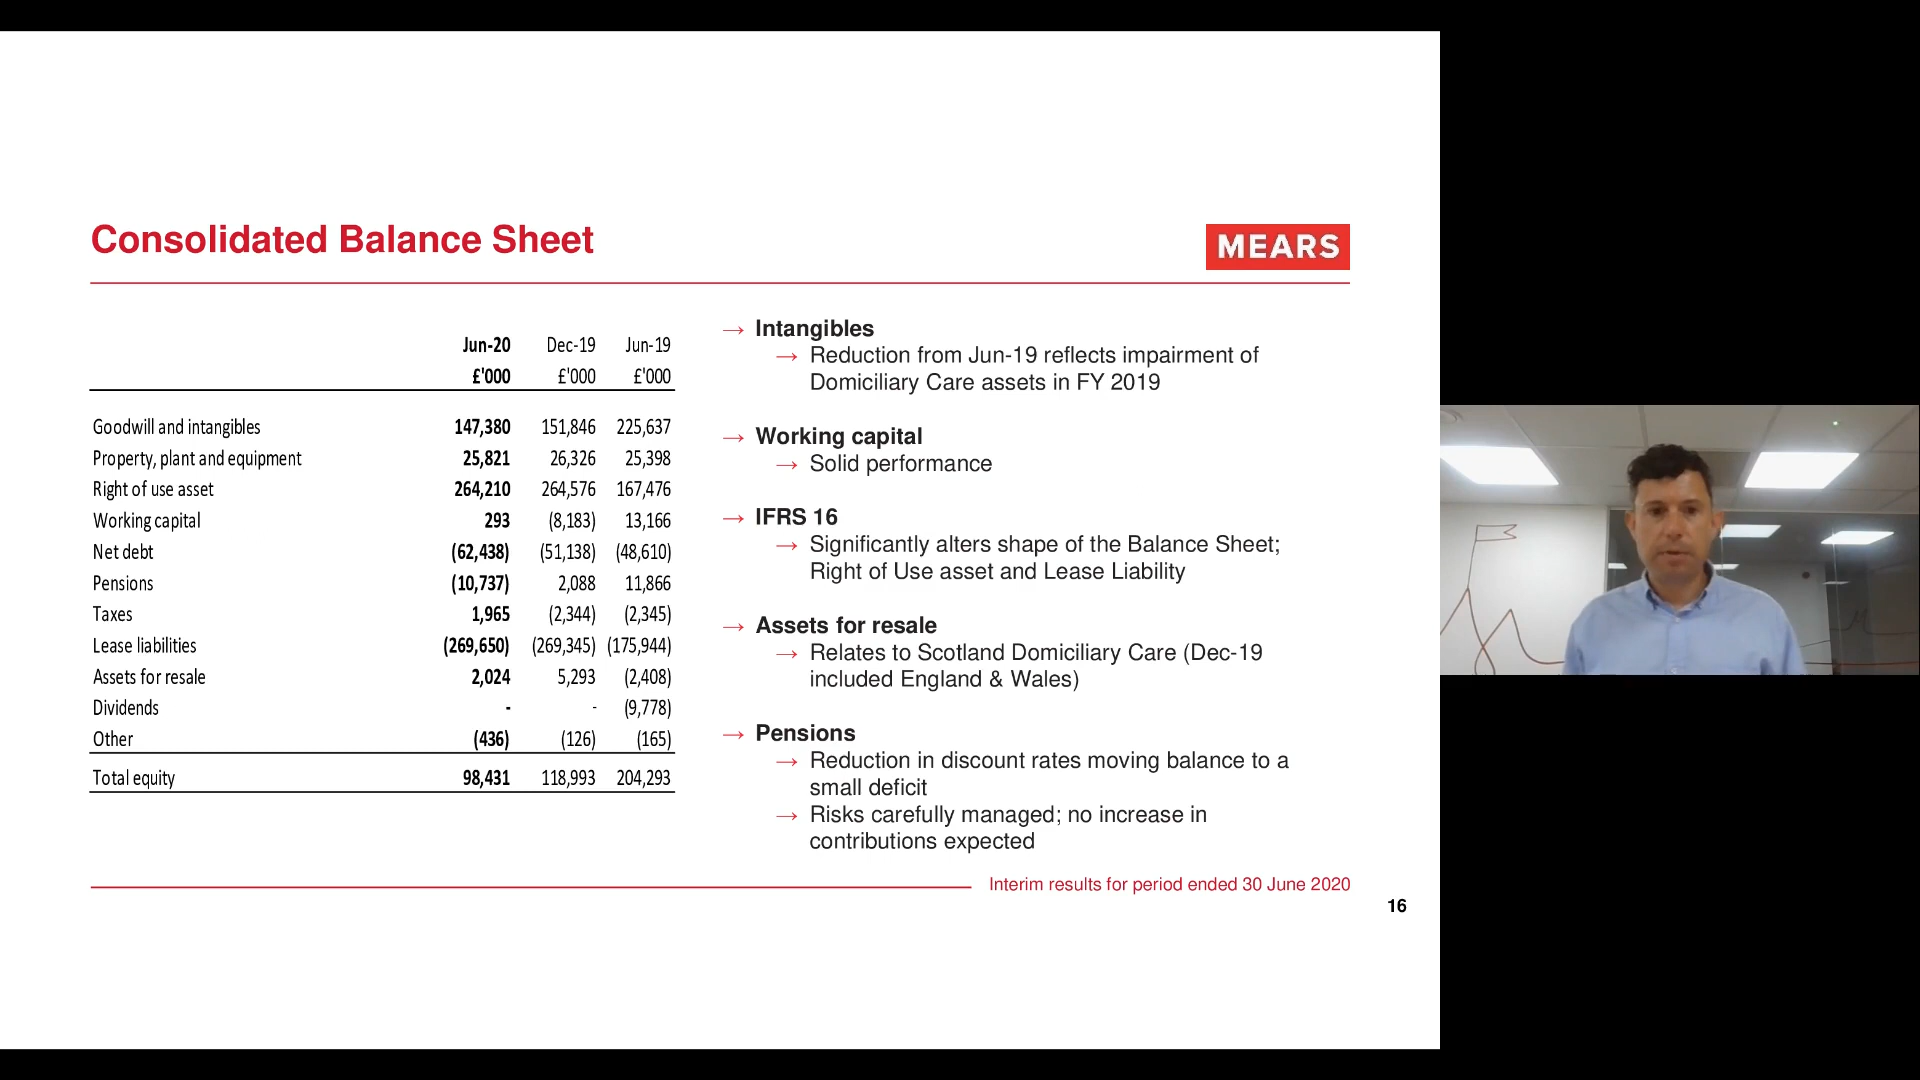 Consolidated Balance Sheet
MEARS
Jun-20 Dec-19 Jun-19
£'000 £'000 £'000
Goodwill and intangibles 147,380 151,846 225,637
Property, plant and equipment 25,821 26,326 25,398
Right of use asset 264,210 264,576 167,476
Working capital 293 (8,183) 13,166
Net debt (62,438) (51,138) (48,610)
Pensions (10,737) 2,088 11,866
Taxes 1,965 (2,344) (2,345)
Lease liabilities (269,650) (269,345) (175,944)
Assets for resale 2,024 5,293 (2,408)
Dividends - - (9,778)
Other (436) (126) (165)
Total equity 98,431 118,993 204,293
→ Intangibles
→ Reduction from Jun-19 reflects impairment of
Domiciliary Care assets in FY 2019
→ Working capital
→ Solid performance
→ IFRS 16
→ Significantly alters shape of the Balance Sheet;
Right of Use asset and Lease Liability
→ Assets for resale
→ Relates to Scotland Domiciliary Care (Dec-19
included England & Wales)
→ Pensions
→ Reduction in discount rates moving balance to a
small deficit
→ Risks carefully managed; no increase in
contributions expected
Interim results for period ended 30 June 2020
16